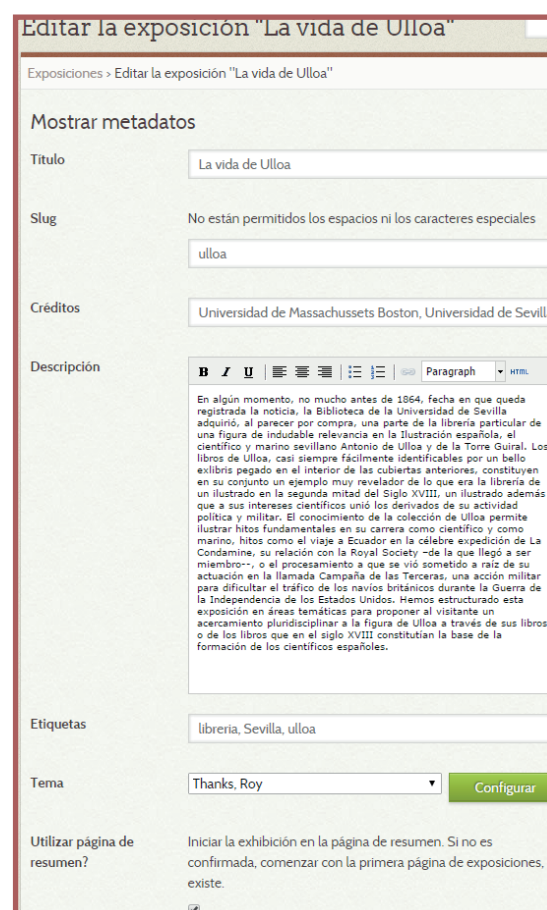 Editar la exposición "La vida de Ulloa"
Exposiciones › Editar la exposición "La vida de Ulloa"
Mostrar metadatos
Título
La vida de Ulloa
Slug
No están permitidos los espacios ni los caracteres especiales
ulloa
Créditos
Universidad de Massachussets Boston, Universidad de Sevill
Descripción
B I U Paragraph HTML
En algún momento, no mucho antes de 1864, fecha en que queda
registrada la noticia, la Biblioteca de la Universidad de Sevilla
adquirió, al parecer por compra, una parte de la librería particular de
una figura de indudable relevancia en la Ilustración española, el
científico y marino sevillano Antonio de Ulloa y de la Torre Guiral. Los
libros de Ulloa, casi siempre fácilmente identificables por un bello
exlibris pegado en el interior de las cubiertas anteriores, constituyen
en su conjunto un ejemplo muy revelador de lo que era la librería de
un ilustrado en la segunda mitad del Siglo XVIII, un ilustrado además
que a sus intereses científicos unió los derivados de su actividad
política y militar. El conocimiento de la colección de Ulloa permite
ilustrar hitos fundamentales en su carrera como científico y como
marino, hitos como el viaje a Ecuador en la célebre expedición de La
Condamine, su relación con la Royal Society –de la que llegó a ser
miembro--, o el procesamiento a que se vió sometido a raíz de su
actuación en la llamada Campaña de las Terceras, una acción militar
para dificultar el tráfico de los navíos británicos durante la Guerra de
la Independencia de los Estados Unidos. Hemos estructurado esta
exposición en áreas temáticas para proponer al visitante un
acercamiento pluridisciplinar a la figura de Ulloa a través de sus libros
o de los libros que en el siglo XVIII constitutían la base de la
formación de los científicos españoles.
Etiquetas
libreria, Sevilla, ulloa
Tema
Thanks, Roy
Configurar
Utilizar página de
resumen?
Iniciar la exhibición en la página de resumen. Si no es
confirmada, comenzar con la primera página de exposiciones,
existe.